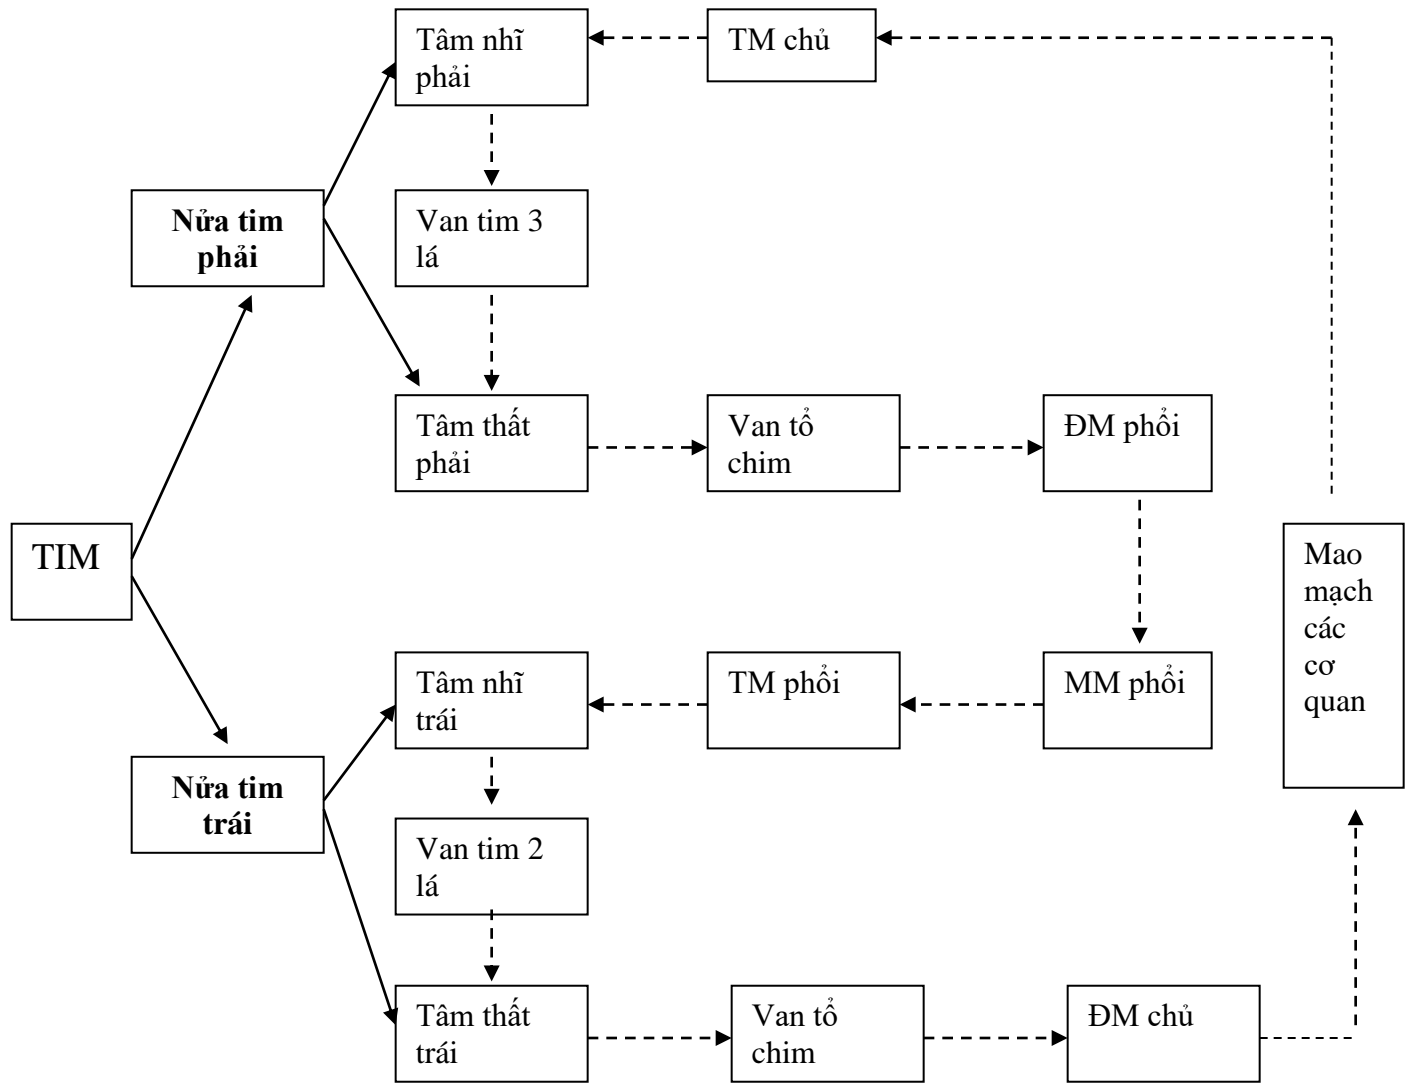 Tâm nhĩ
phải
TM chủ
Nửa tim
phải
Van tim 3
lá
Tâm thất
phải
Van tổ
chim
ĐM phổi
TIM
Mao
mạch
các
cơ
quan
Tâm nhĩ
trái
TM phổi
MM phổi
Nửa tim
trái
Van tim 2
lá
Tâm thất
trái
Van tổ
chim
ĐM chủ